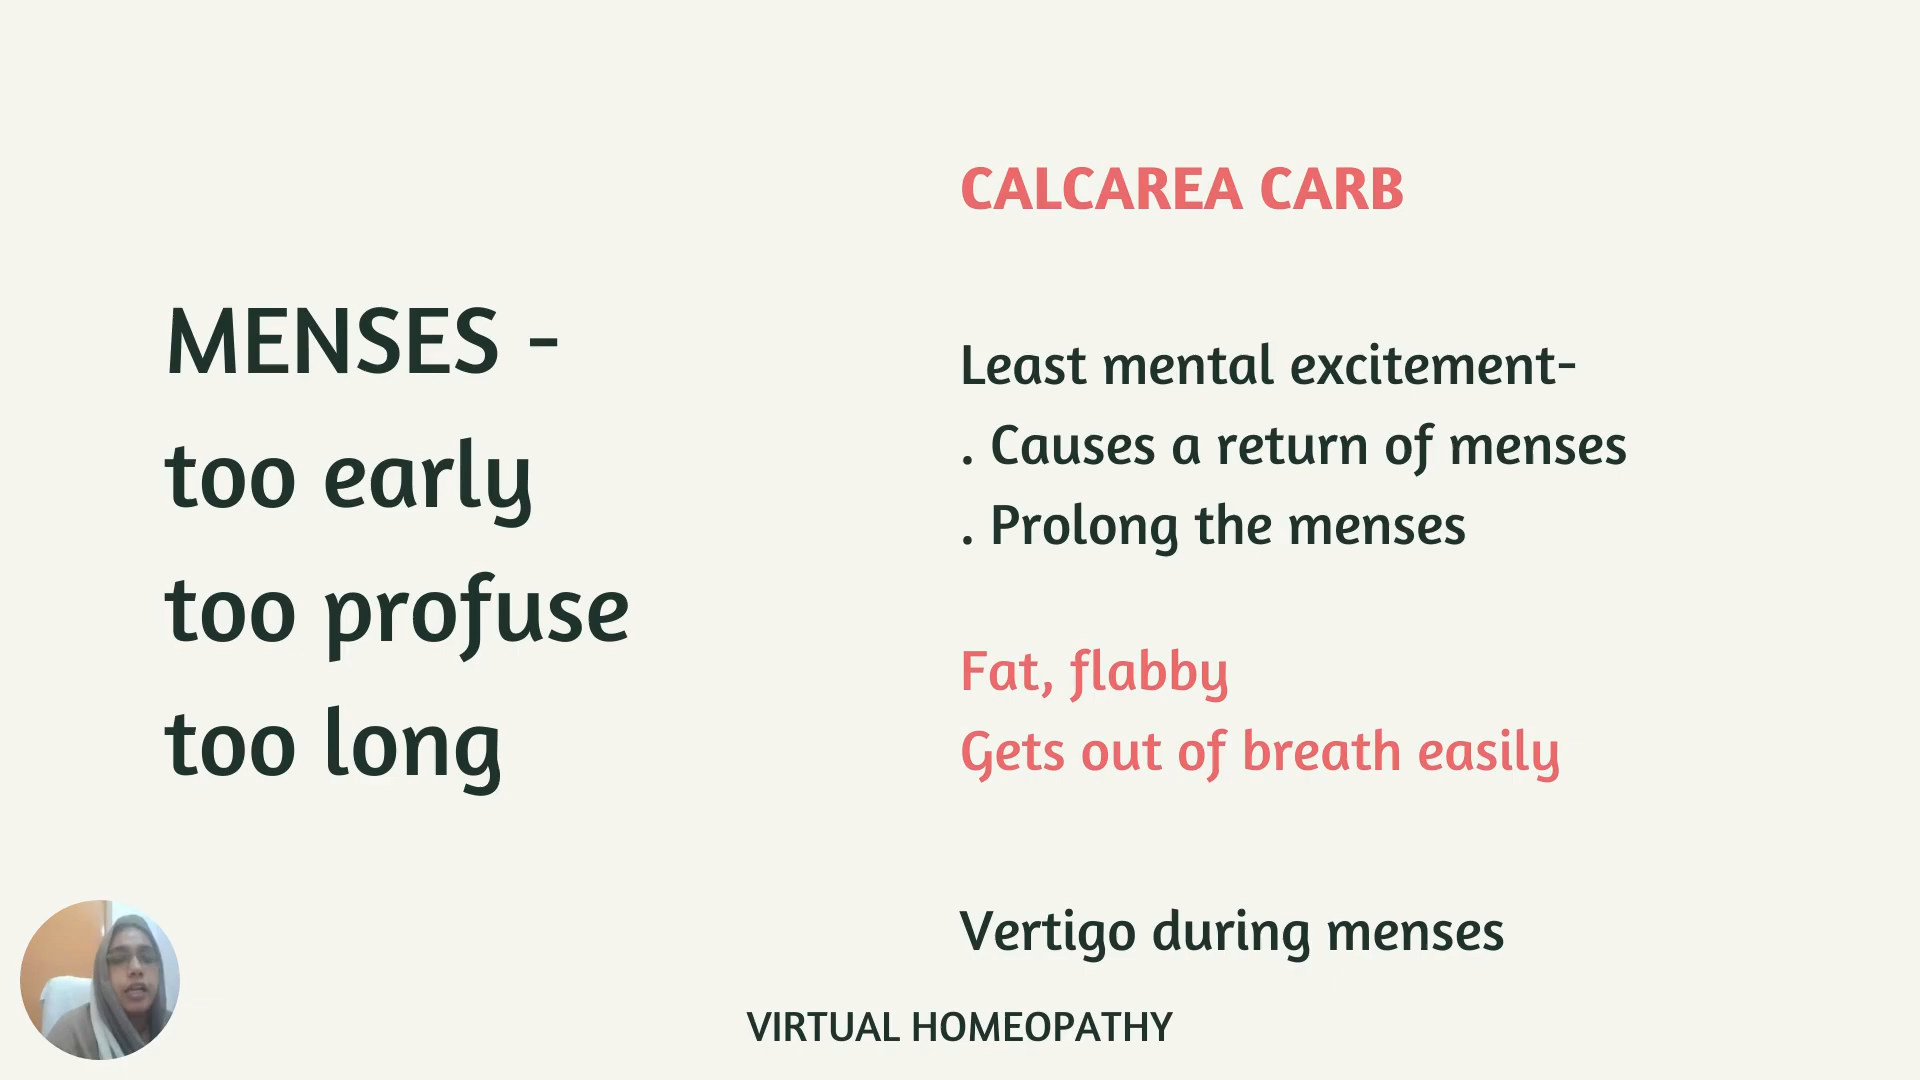 MENSES -
too early
too profuse
too long
CALCAREA CARB
Least mental excitement-
. Causes a return of menses
. Prolong the menses
Fat, flabby
Gets out of breath easily
Vertigo during menses
VIRTUAL HOMEOPATHY